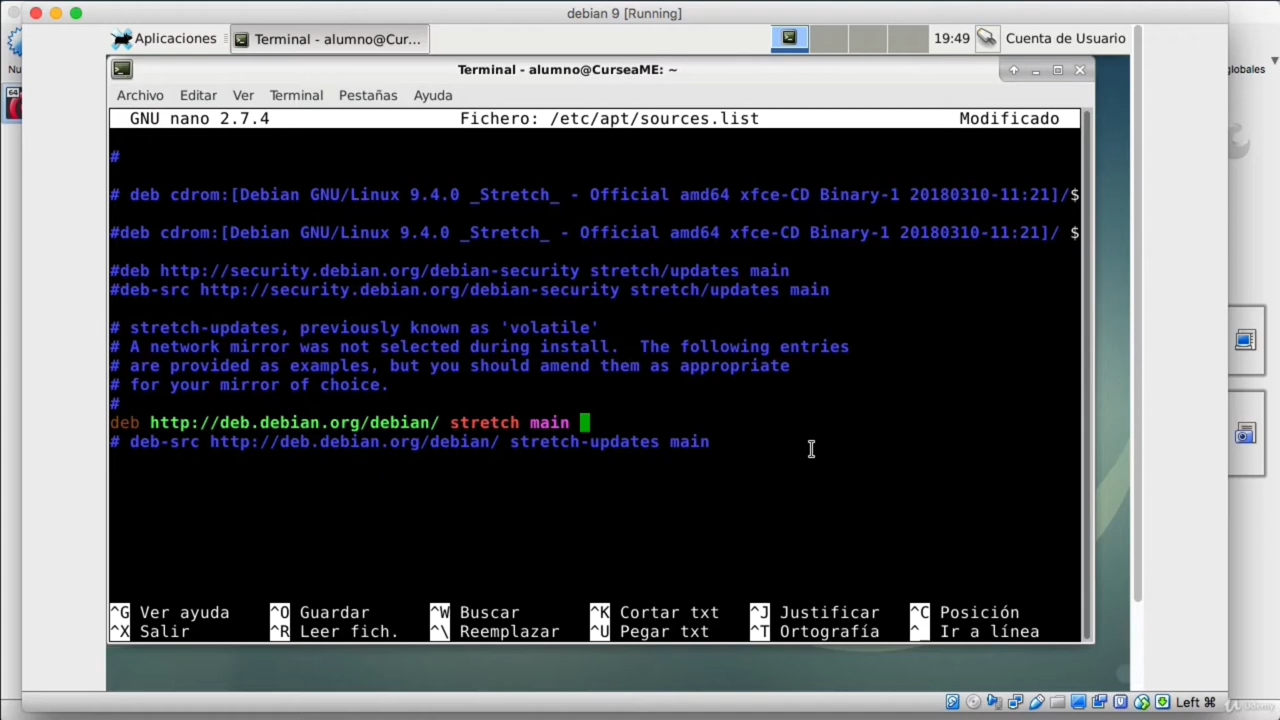 debian 9 [Running]
Aplicaciones
Terminal - alumno@Cur...
19:49
Cuenta de Usuario
Nu
globales
64
Terminal - alumno@CurseaME: ~
Archivo Editar Ver Terminal Pestañas Ayuda
GNU nano 2.7.4 Fichero: /etc/apt/sources.list Modificado
#
# deb cdrom:[Debian GNU/Linux 9.4.0 _Stretch_ - Official amd64 xfce-CD Binary-1 20180310-11:21]/$
#deb cdrom:[Debian GNU/Linux 9.4.0 _Stretch_ - Official amd64 xfce-CD Binary-1 20180310-11:21]/ $
#deb http://security.debian.org/debian-security stretch/updates main
#deb-src http://security.debian.org/debian-security stretch/updates main
# stretch-updates, previously known as 'volatile'
# A network mirror was not selected during install.  The following entries
# are provided as examples, but you should amend them as appropriate
# for your mirror of choice.
#
deb http://deb.debian.org/debian/ stretch main
# deb-src http://deb.debian.org/debian/ stretch-updates main
^G Ver ayuda ^O Guardar ^W Buscar ^K Cortar txt ^J Justificar ^C Posición
^X Salir ^R Leer fich. ^\ Reemplazar ^U Pegar txt ^T Ortografía ^_ Ir a línea
Left ⌘
Udemy